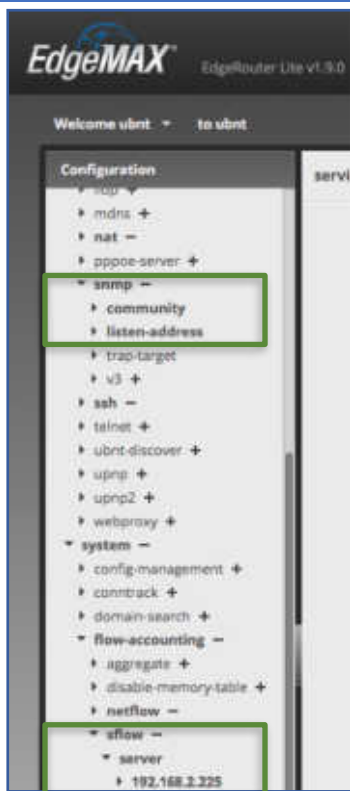 EdgeMAX EdgeRouter Lite v1.9.0
Welcome ubnt to ubnt
Configuration servi
mdns +
nat −
pppoe-server +
snmp −
community
listen-address
trap-target
v3 +
ssh −
telnet +
ubnt-discover +
upnp +
upnp2 +
webproxy +
system −
config-management +
conntrack +
domain-search +
flow-accounting −
aggregate +
disable-memory-table +
netflow −
sflow −
server
192.168.2.225